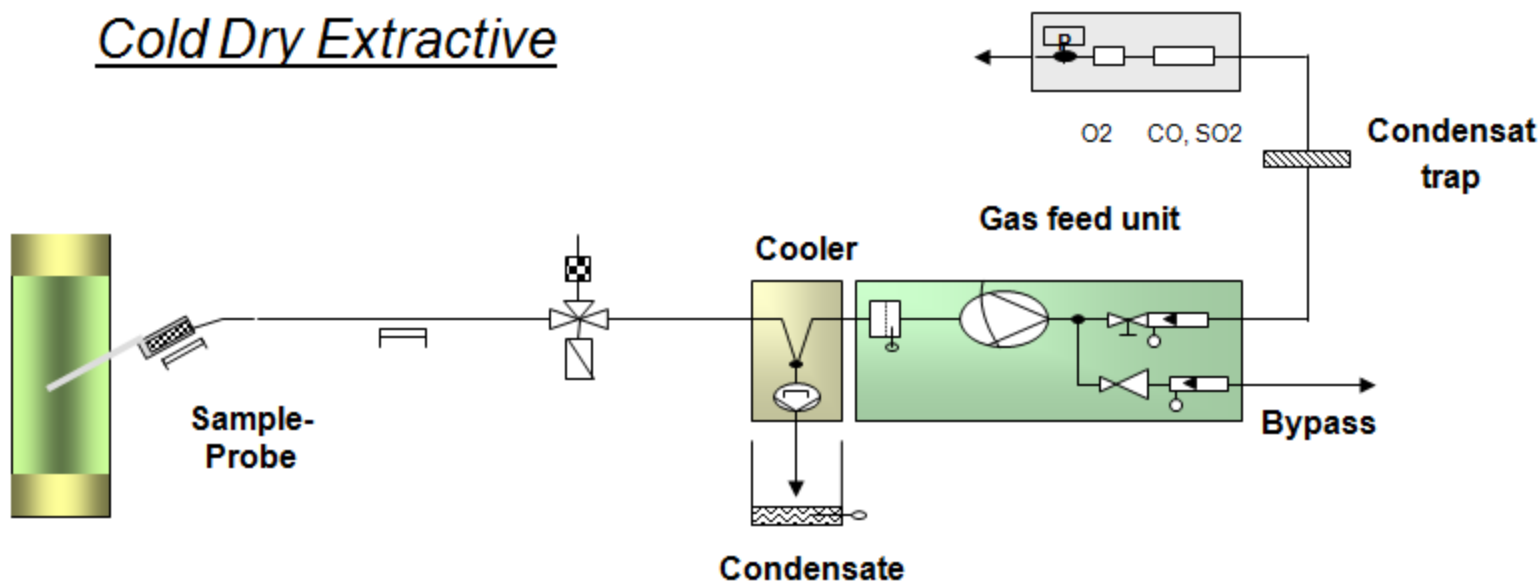 Cold Dry Extractive
P
O2 CO, SO2
Condensat
trap
Gas feed unit
Cooler
Sample-
Probe
Bypass
Condensate